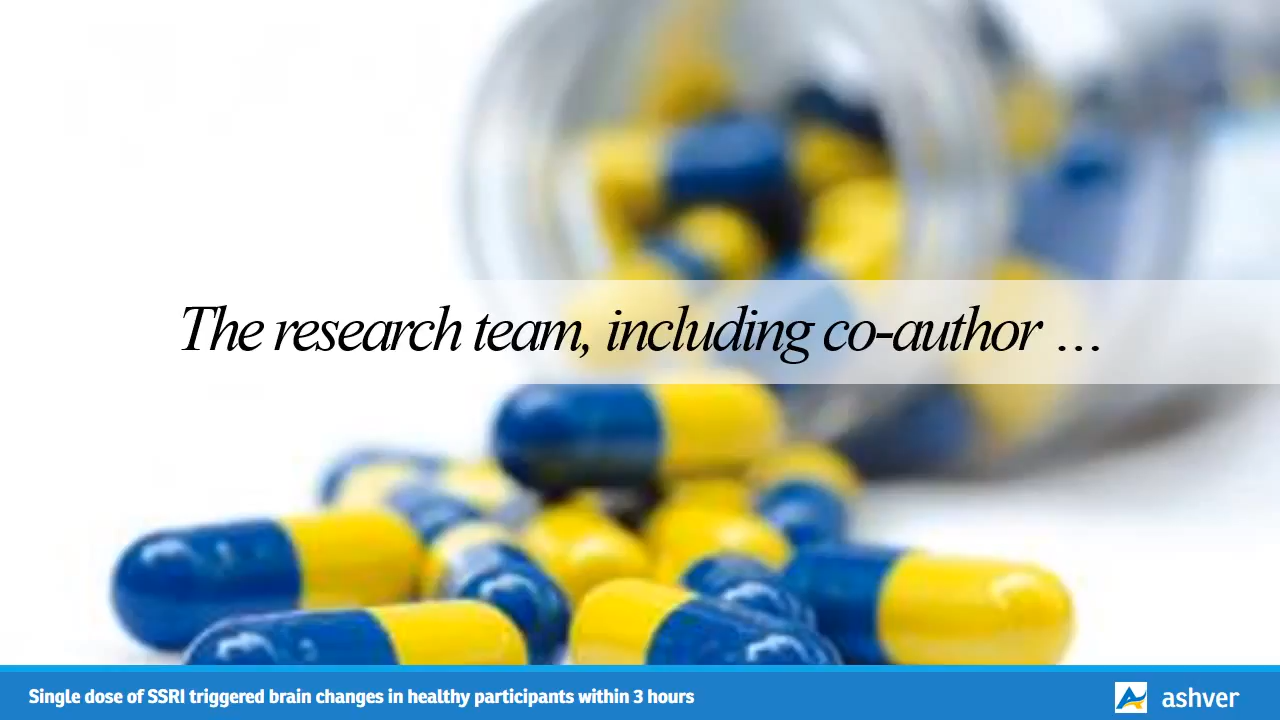 The research team, including co-author …
Single dose of SSRI triggered brain changes in healthy participants within 3 hours
ashver